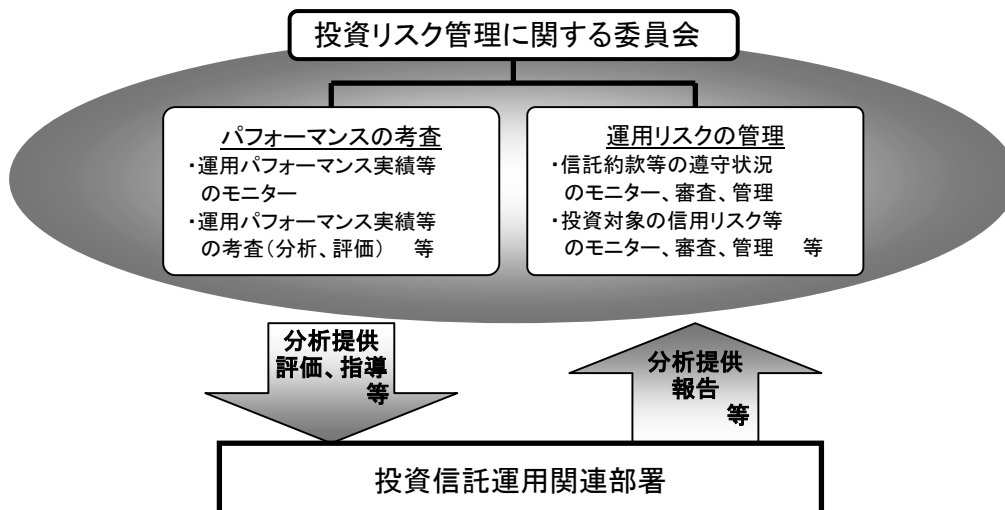 投資リスク管理に関する委員会
パフォーマンスの考査
・運用パフォーマンス実績等
のモニター
・運用パフォーマンス実績等
の考査(分析、評価) 等
運用リスクの管理
・信託約款等の遵守状況
のモニター、審査、管理
・投資対象の信用リスク等
のモニター、審査、管理 等
分析提供
評価、指導
等
分析提供
報告
等
投資信託運用関連部署